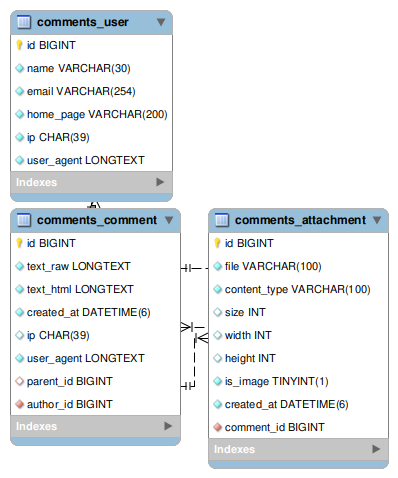 comments_user
id BIGINT
name VARCHAR(30)
email VARCHAR(254)
home_page VARCHAR(200)
ip CHAR(39)
user_agent LONGTEXT
Indexes
comments_comment
id BIGINT
text_raw LONGTEXT
text_html LONGTEXT
created_at DATETIME(6)
ip CHAR(39)
user_agent LONGTEXT
parent_id BIGINT
author_id BIGINT
Indexes
comments_attachment
id BIGINT
file VARCHAR(100)
content_type VARCHAR(100)
size INT
width INT
height INT
is_image TINYINT(1)
created_at DATETIME(6)
comment_id BIGINT
Indexes